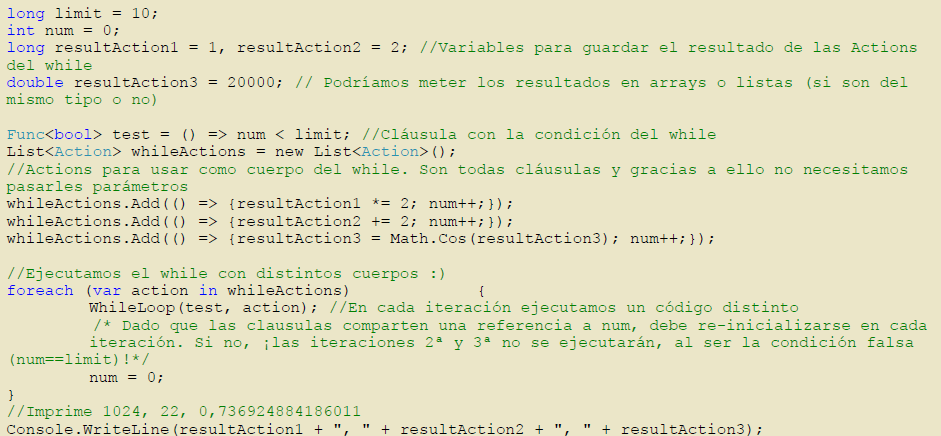 long limit = 10;
int num = 0;
long resultAction1 = 1, resultAction2 = 2; //Variables para guardar el resultado de las Actions
del while
double resultAction3 = 20000; // Podríamos meter los resultados en arrays o listas (si son del
mismo tipo o no)
Func<bool> test = () => num < limit; //Cláusula con la condición del while
List<Action> whileActions = new List<Action>();
//Actions para usar como cuerpo del while. Son todas cláusulas y gracias a ello no necesitamos
pasarles parámetros
whileActions.Add(() => {resultAction1 *= 2; num++;});
whileActions.Add(() => {resultAction2 += 2; num++;});
whileActions.Add(() => {resultAction3 = Math.Cos(resultAction3); num++;});
//Ejecutamos el while con distintos cuerpos :)
foreach (var action in whileActions) {
WhileLoop(test, action); //En cada iteración ejecutamos un código distinto
/* Dado que las clausulas comparten una referencia a num, debe re-inicializarse en cada
iteración. Si no, ¡las iteraciones 2ª y 3ª no se ejecutarán, al ser la condición falsa
(num==limit)!*/
num = 0;
}
//Imprime 1024, 22, 0,736924884186011
Console.WriteLine(resultAction1 + ", " + resultAction2 + ", " + resultAction3);